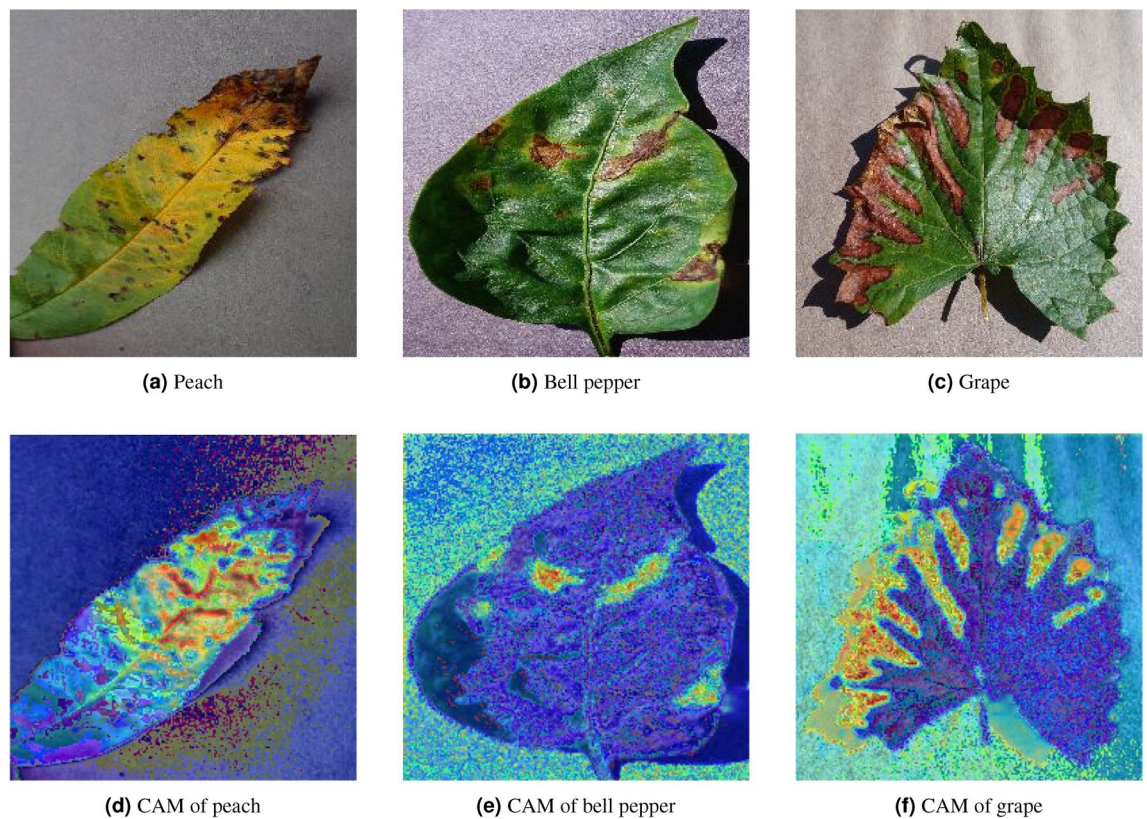 (a) Peach
(b) Bell pepper
(c) Grape
(d) CAM of peach
(e) CAM of bell pepper
(f) CAM of grape